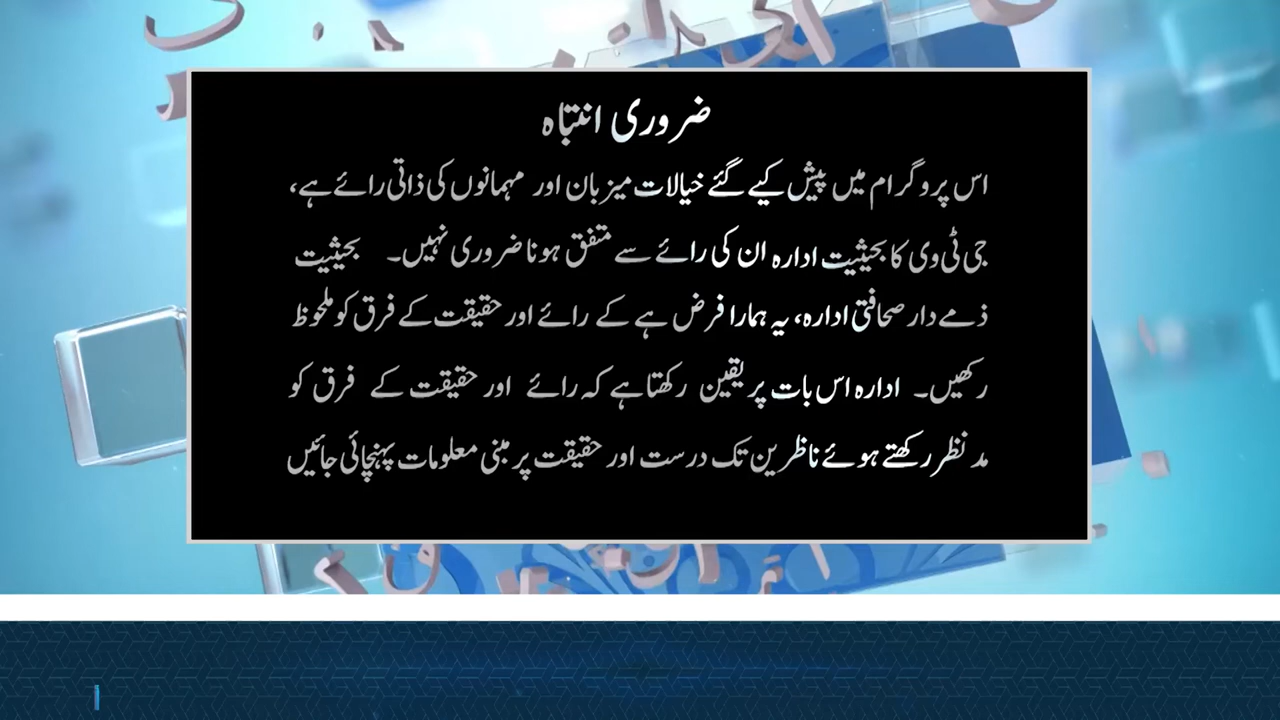 ضروری انتباہ
اس پروگرام میں پیش کیے گئے خیالات میزبان اور مہمانوں کی ذاتی رائے ہے،
جی ٹی وی کا بحیثیت ادارہ ان کی رائے سے متفق ہونا ضروری نہیں۔ بحیثیت
ذمے دار صحافتی ادارہ، یہ ہمارا فرض ہے کے رائے اور حقیقت کے فرق کو ملحوظ
رکھیں۔ ادارہ اس بات پر یقین رکھتا ہے کہ رائے اور حقیقت کے فرق کو
مد نظر رکھتے ہوئے ناظرین تک درست اور حقیقت پر مبنی معلومات پہنچائی جائیں